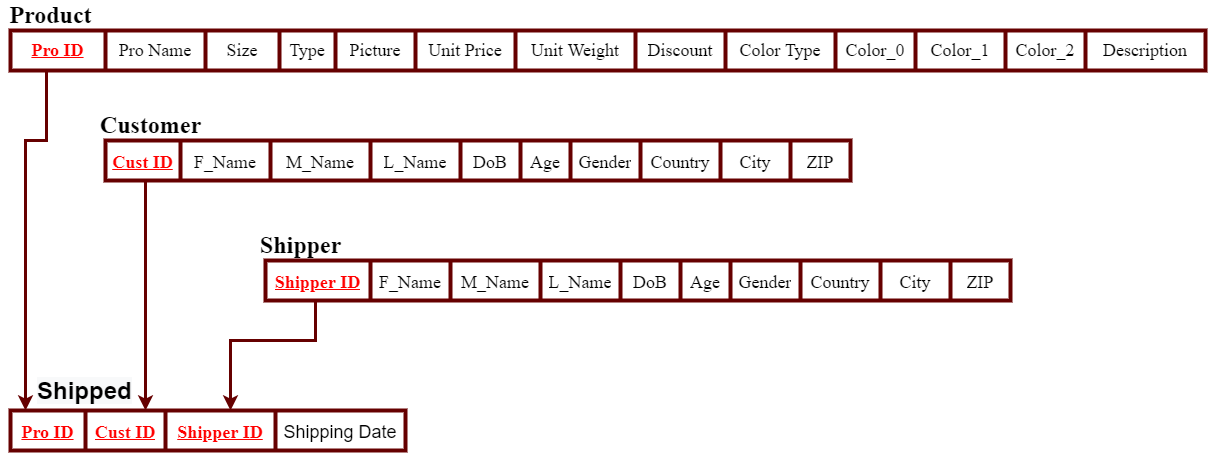 Product
Pro ID Pro Name Size Type Picture Unit Price Unit Weight Discount Color Type Color_0 Color_1 Color_2 Description
Customer
Cust ID F_Name M_Name L_Name DoB Age Gender Country City ZIP
Shipper
Shipper ID F_Name M_Name L_Name DoB Age Gender Country City ZIP
Shipped
Pro ID Cust ID Shipper ID Shipping Date